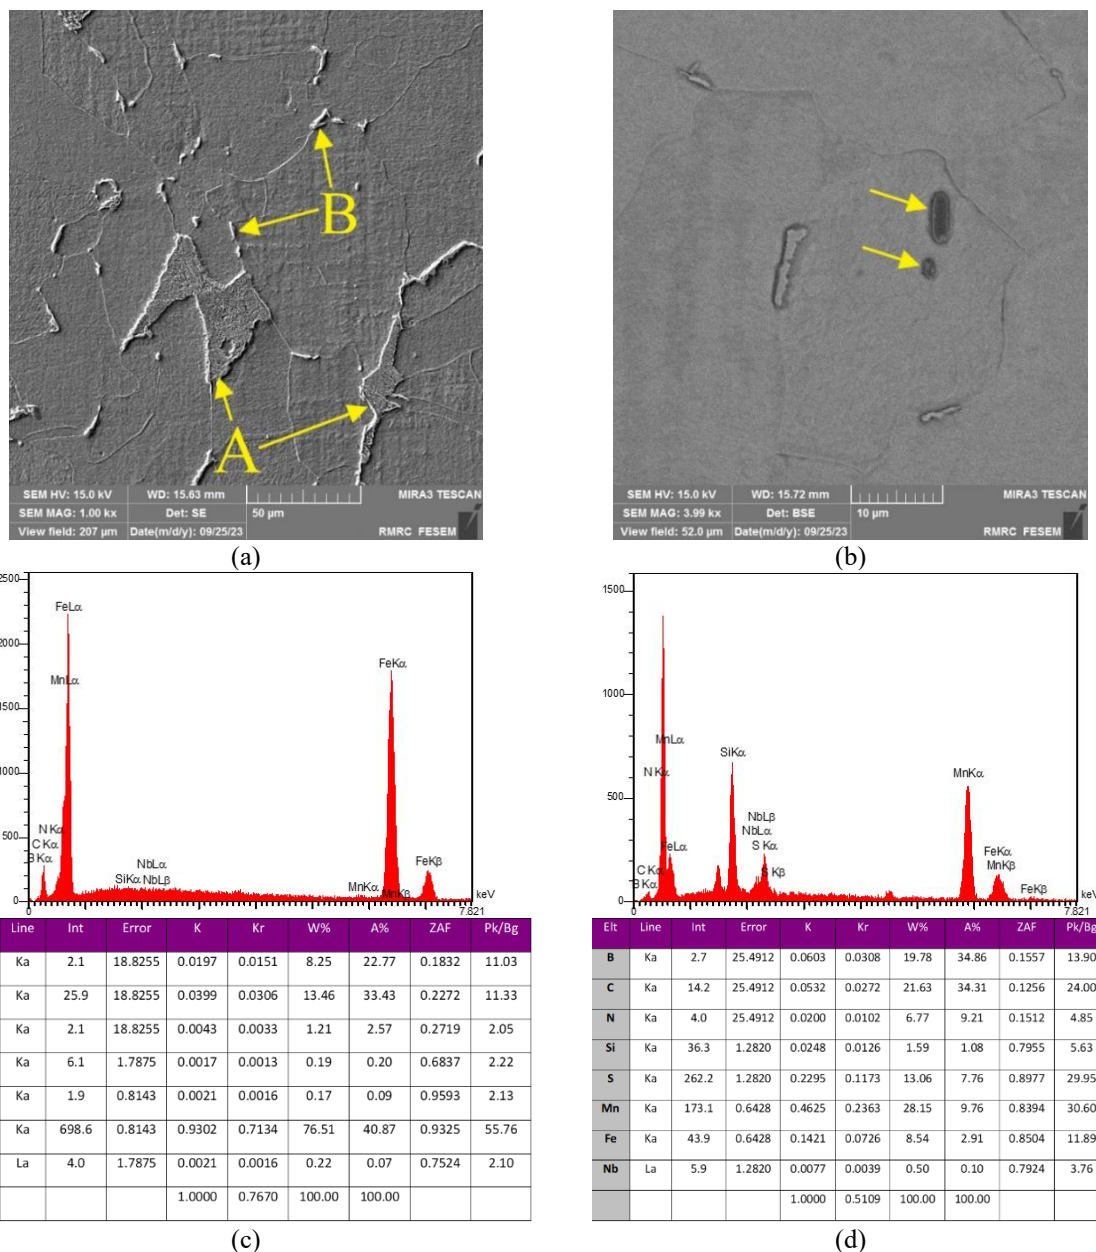 B
A
SEM HV: 15.0 kV WD: 15.63 mm MIRA3 TESCAN
SEM MAG: 1.00 kx Det: SE 50 µm
View field: 207 µm Date(m/d/y): 09/25/23 RMRC FESEM
(a)
SEM HV: 15.0 kV WD: 15.72 mm MIRA3 TESCAN
SEM MAG: 3.99 kx Det: BSE 10 µm
View field: 52.0 µm Date(m/d/y): 09/25/23 RMRC FESEM
(b)
2500
FeLα
2000
FeKα
MnLα
1500
1000
N Kα
500
C Kα
B Kα
NbLα
FeKβ
SiKα NbLβ
MnKα MnKβ
0 keV
0 7.821
Line Int Error K Kr W% A% ZAF Pk/Bg
Ka 2.1 18.8255 0.0197 0.0151 8.25 22.77 0.1832 11.03
Ka 25.9 18.8255 0.0399 0.0306 13.46 33.43 0.2272 11.33
Ka 2.1 18.8255 0.0043 0.0033 1.21 2.57 0.2719 2.05
Ka 6.1 1.7875 0.0017 0.0013 0.19 0.20 0.6837 2.22
Ka 1.9 0.8143 0.0021 0.0016 0.17 0.09 0.9593 2.13
Ka 698.6 0.8143 0.9302 0.7134 76.51 40.87 0.9325 55.76
La 4.0 1.7875 0.0021 0.0016 0.22 0.07 0.7524 2.10
1.0000 0.7670 100.00 100.00
(c)
1500
1000
MnLα
SiKα
N Kα
MnKα
500
NbLβ
NbLα
FeLα
S Kα
FeKα
C Kα
S Kβ
MnKβ
B Kα
FeKβ
0 keV
0 7.821
Elt Line Int Error K Kr W% A% ZAF Pk/Bg
B Ka 2.7 25.4912 0.0603 0.0308 19.78 34.86 0.1557 13.90
C Ka 14.2 25.4912 0.0532 0.0272 21.63 34.31 0.1256 24.00
N Ka 4.0 25.4912 0.0200 0.0102 6.77 9.21 0.1512 4.85
Si Ka 36.3 1.2820 0.0248 0.0126 1.59 1.08 0.7955 5.63
S Ka 262.2 1.2820 0.2295 0.1173 13.06 7.76 0.8977 29.95
Mn Ka 173.1 0.6428 0.4625 0.2363 28.15 9.76 0.8394 30.60
Fe Ka 43.9 0.6428 0.1421 0.0726 8.54 2.91 0.8504 11.89
Nb La 5.9 1.2820 0.0077 0.0039 0.50 0.10 0.7924 3.76
1.0000 0.5109 100.00 100.00
(d)